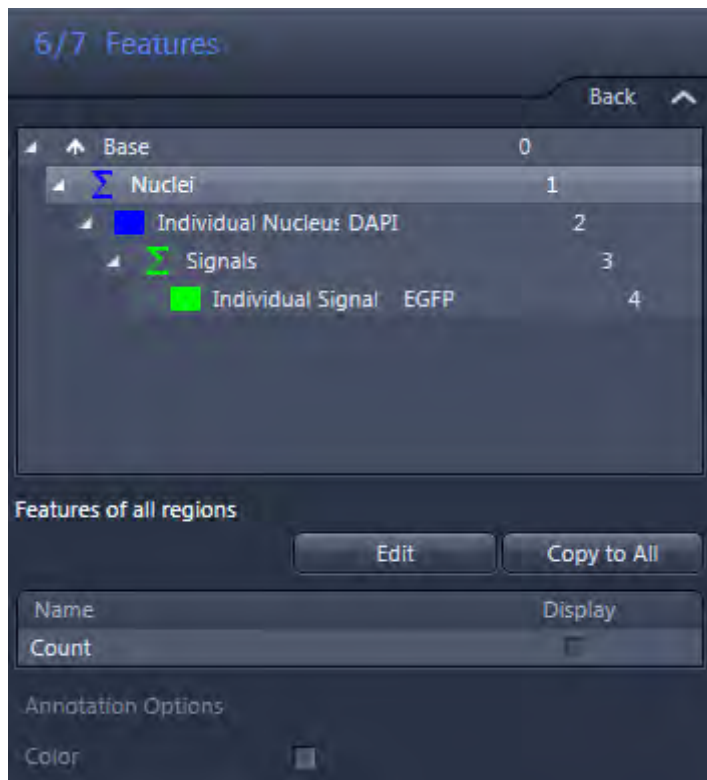 6/7 Features
Back
Base 0
Nuclei 1
Individual Nucleus DAPI 2
Signals 3
Individual Signal EGFP 4
Features of all regions
Edit Copy to All
Name Display
Count
Annotation Options
Color